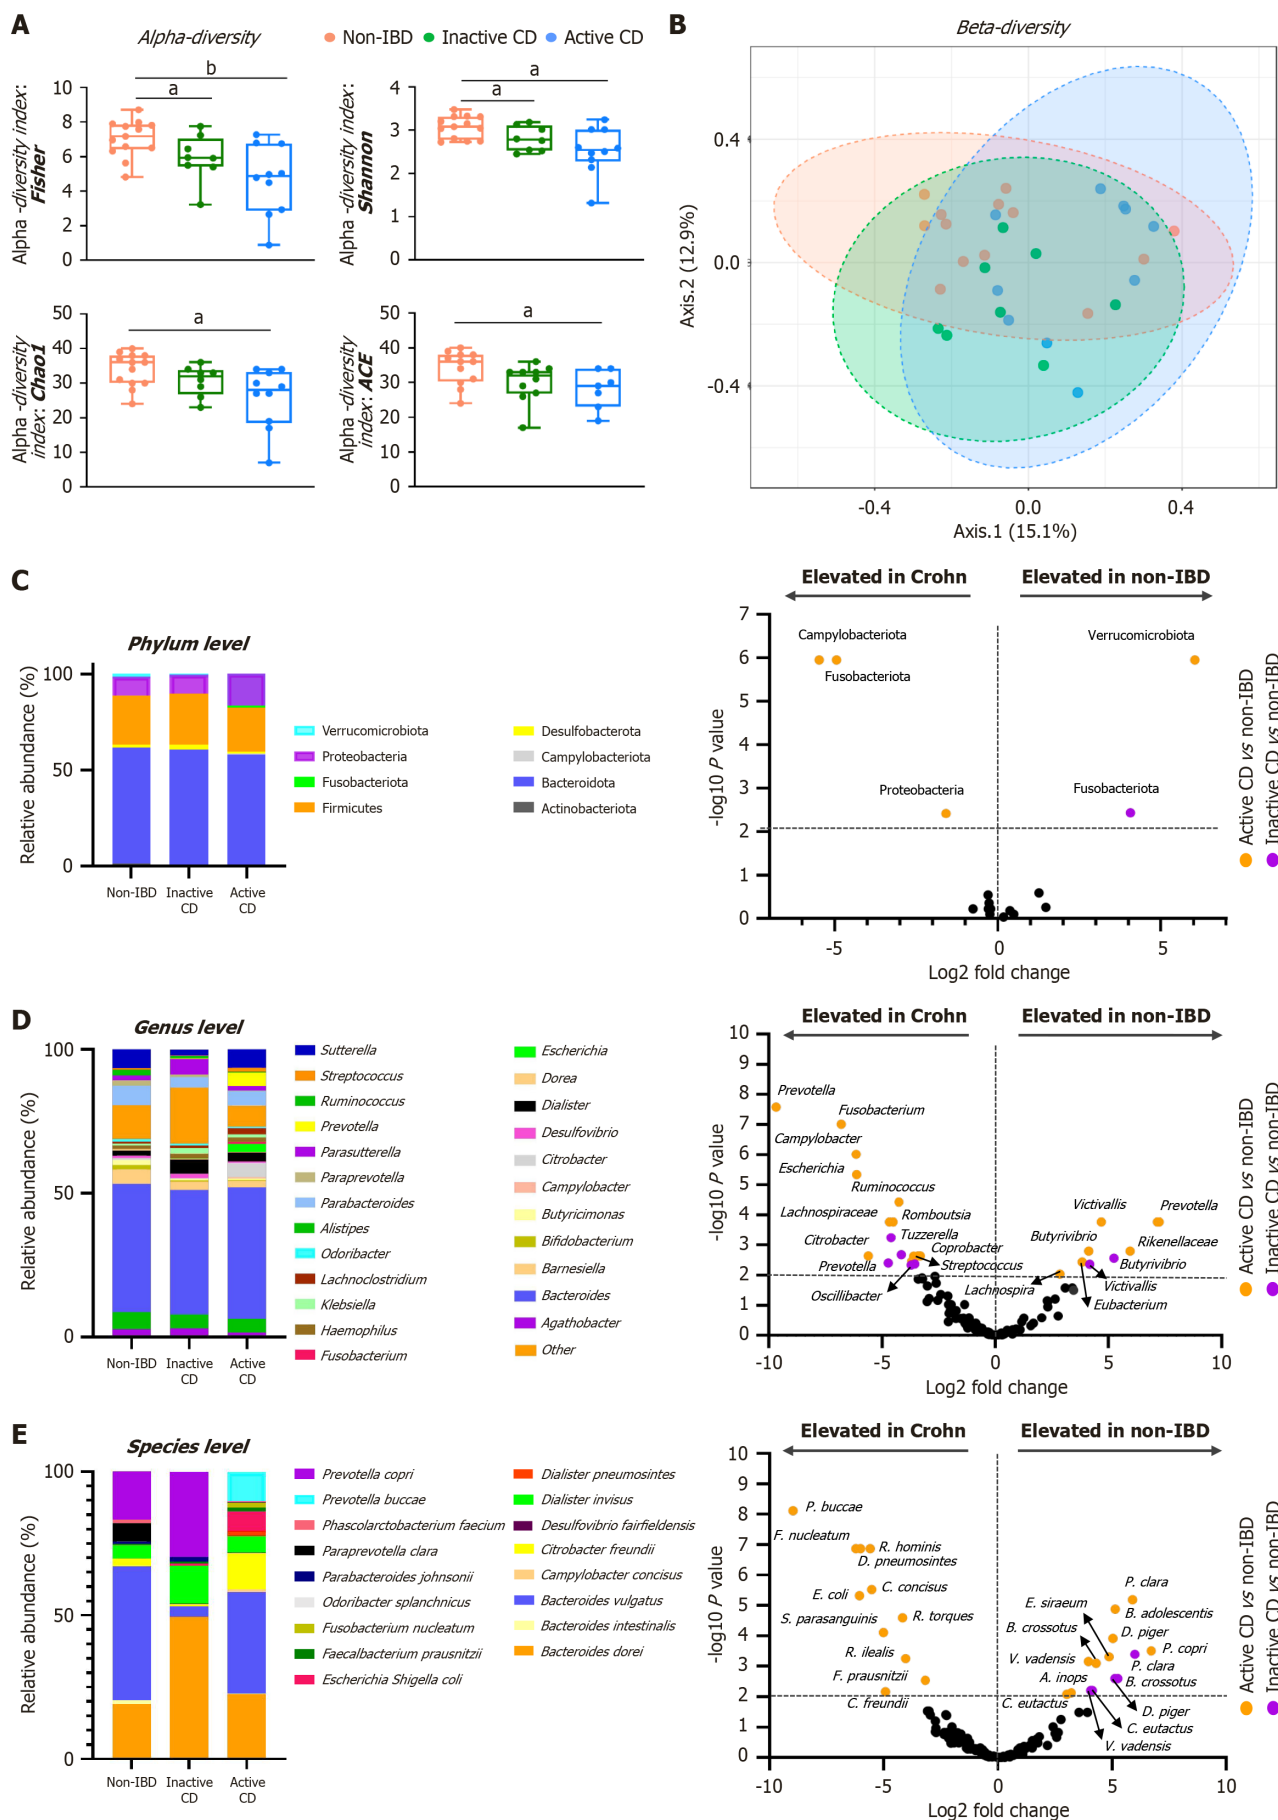 A
Alpha-diversity
Non-IBD
Inactive CD
Active CD
Alpha -diversity index:
Fisher
10
8
6
4
2
0
a
b
Alpha -diversity index:
Shannon
4
3
2
1
0
a
a
Alpha -diversity
index: Chao1
50
40
30
20
10
0
a
Alpha -diversity
index: ACE
50
40
30
20
10
0
a
B
Beta-diversity
Axis.2 (12.9%)
0.4
0.0
-0.4
-0.4
0.0
0.4
Axis.1 (15.1%)
C
Phylum level
Relative abundance (%)
100
50
0
Non-IBD
Inactive
CD
Active
CD
Verrucomicrobiota
Proteobacteria
Fusobacteriota
Firmicutes
Desulfobacterota
Campylobacteriota
Bacteroidota
Actinobacteriota
Elevated in Crohn
Elevated in non-IBD
-log10 P value
7
6
5
4
3
2
1
0
Campylobacteriota
Fusobacteriota
Verrucomicrobiota
Proteobacteria
Fusobacteriota
-5
0
5
Log2 fold change
Active CD vs non-IBD
Inactive CD vs non-IBD
D
Genus level
Relative abundance (%)
100
50
0
Non-IBD
Inactive
CD
Active
CD
Sutterella
Streptococcus
Ruminococcus
Prevotella
Parasutterella
Paraprevotella
Parabacteroides
Alistipes
Odoribacter
Lachnoclostridium
Klebsiella
Haemophilus
Fusobacterium
Escherichia
Dorea
Dialister
Desulfovibrio
Citrobacter
Campylobacter
Butyricimonas
Bifidobacterium
Barnesiella
Bacteroides
Agathobacter
Other
Elevated in Crohn
Elevated in non-IBD
-log10 P value
10
9
8
7
6
5
4
3
2
1
0
Prevotella
Fusobacterium
Campylobacter
Escherichia
Ruminococcus
Lachnospiraceae
Romboutsia
Citrobacter
Tuzzerella
Coprobacter
Prevotella
Streptococcus
Oscillibacter
Lachnospira
Victivallis
Prevotella
Butyrivibrio
Rikenellaceae
Butyrivibrio
Victivallis
Eubacterium
-10
-5
0
5
10
Log2 fold change
Active CD vs non-IBD
Inactive CD vs non-IBD
E
Species level
Relative abundance (%)
100
50
0
Non-IBD
Inactive
CD
Active
CD
Prevotella copri
Prevotella buccae
Phascolarctobacterium faecium
Paraprevotella clara
Parabacteroides johnsonii
Odoribacter splanchnicus
Fusobacterium nucleatum
Faecalbacterium prausnitzii
Escherichia Shigella coli
Dialister pneumosintes
Dialister invisus
Desulfovibrio fairfieldensis
Citrobacter freundii
Campylobacter concisus
Bacteroides vulgatus
Bacteroides intestinalis
Bacteroides dorei
Elevated in Crohn
Elevated in non-IBD
-log10 P value
10
9
8
7
6
5
4
3
2
1
0
P. buccae
F. nucleatum
R. hominis
D. pneumosintes
C. concisus
E. coli
R. torques
S. parasanguinis
R. ilealis
F. prausnitzii
C. freundii
P. clara
E. siraeum
B. adolescentis
B. crossotus
D. piger
P. copri
V. vadensis
P. clara
A. inops
B. crossotus
C. eutactus
D. piger
C. eutactus
V. vadensis
-10
-5
0
5
10
Log2 fold change
Active CD vs non-IBD
Inactive CD vs non-IBD